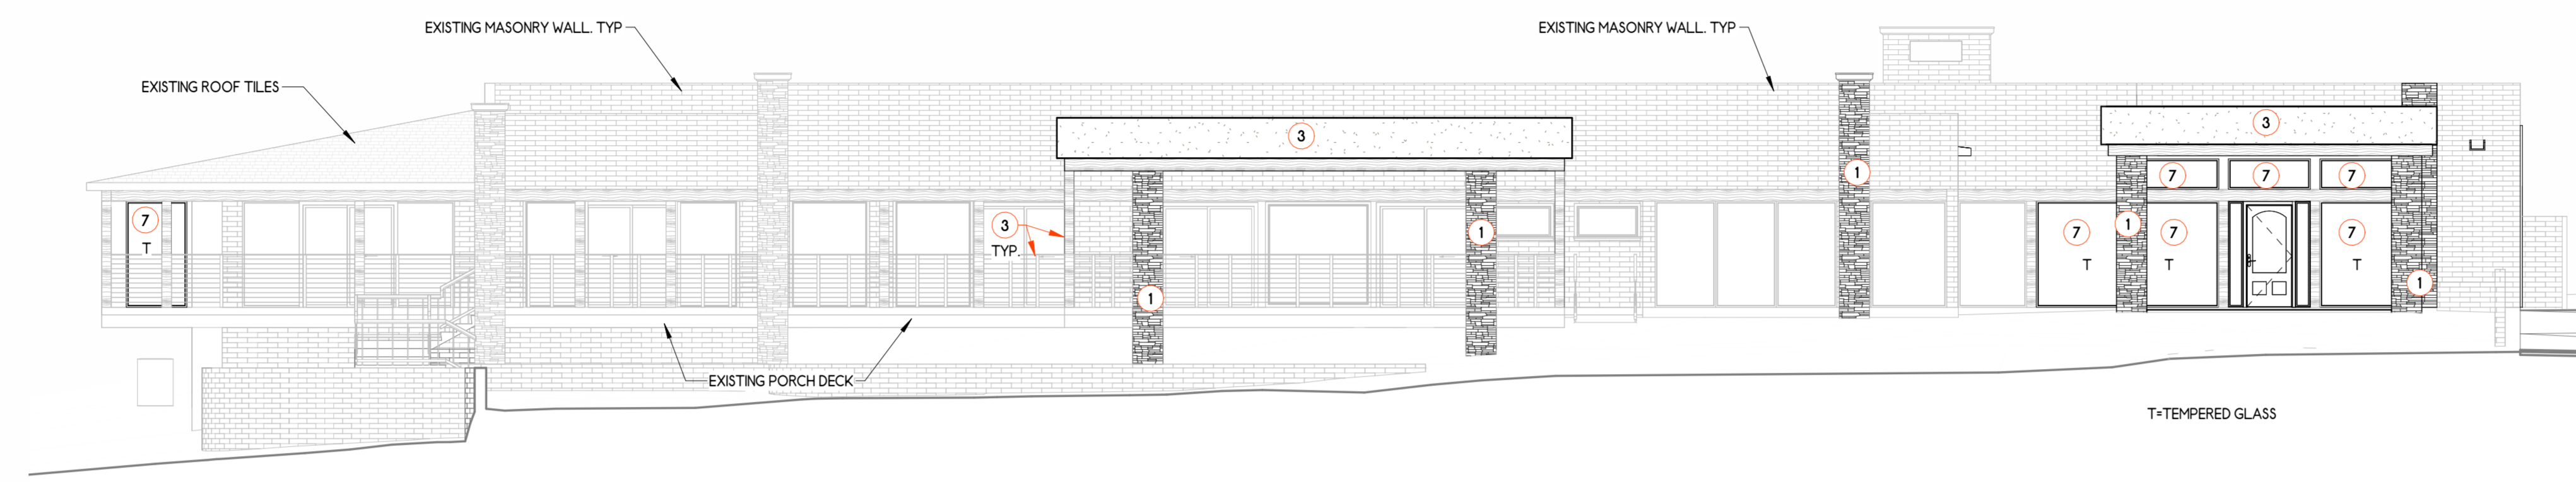 EXISTING MASONRY WALL. TYP
EXISTING MASONRY WALL. TYP
EXISTING ROOF TILES
3
3
1
7
7
7
7
T
3
TYP.
1
7
T
1
7
T
7
T
1
1
1
EXISTING PORCH DECK
T=TEMPERED GLASS